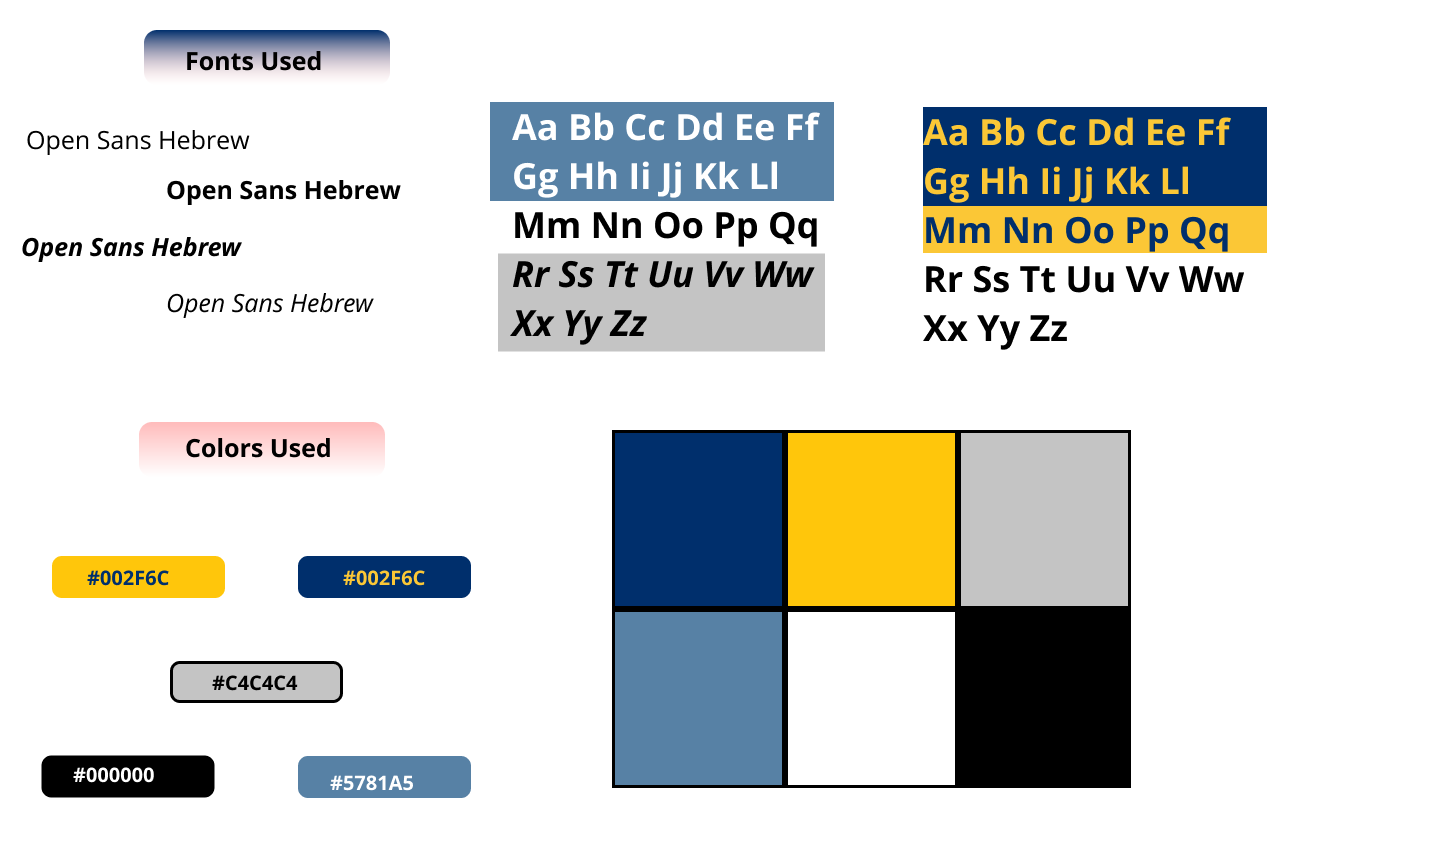 Fonts Used
Open Sans Hebrew
Open Sans Hebrew
Open Sans Hebrew
Open Sans Hebrew
Aa Bb Cc Dd Ee Ff
Gg Hh Ii Jj Kk Ll
Mm Nn Oo Pp Qq
Rr Ss Tt Uu Vv Ww
Xx Yy Zz
Aa Bb Cc Dd Ee Ff
Gg Hh Ii Jj Kk Ll
Mm Nn Oo Pp Qq
Rr Ss Tt Uu Vv Ww
Xx Yy Zz
Colors Used
#002F6C
#002F6C
#C4C4C4
#000000
#5781A5